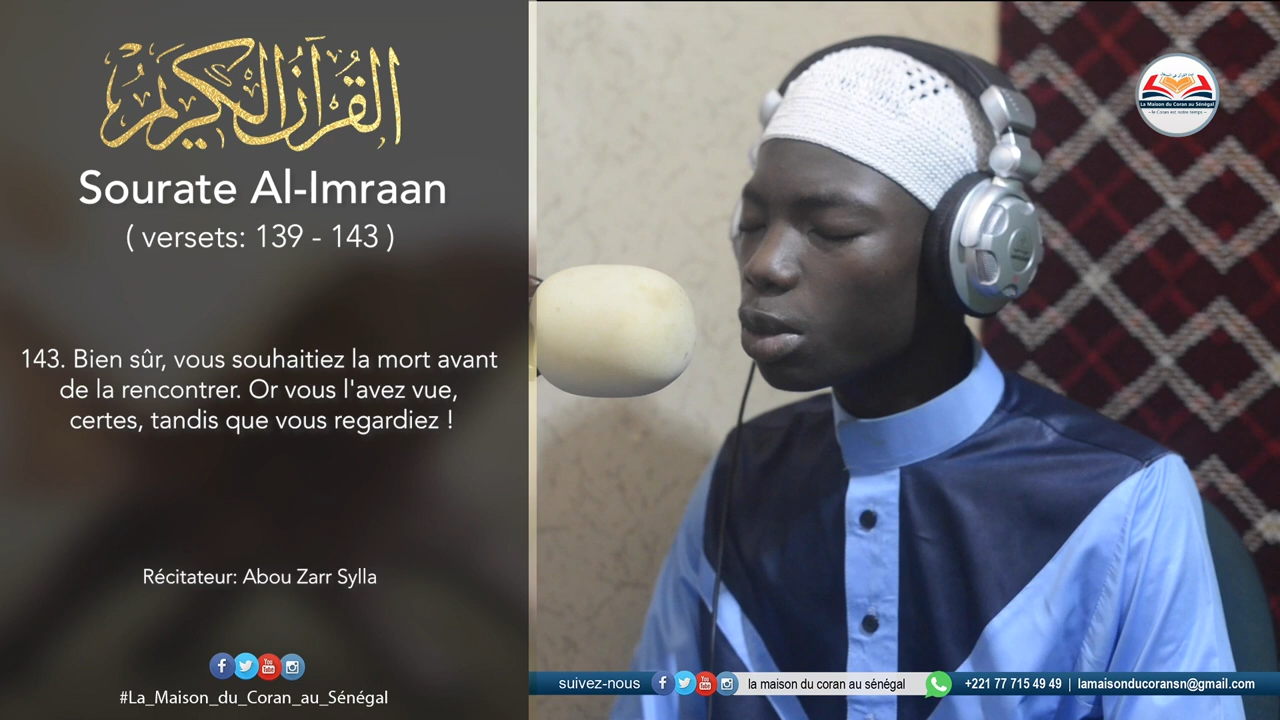 القرآن الكريم
Sourate Al-Imraan
( versets: 139 - 143 )
143. Bien sûr, vous souhaitiez la mort avant
de la rencontrer. Or vous l'avez vue,
certes, tandis que vous regardiez !
Récitateur: Abou Zarr Sylla
#La_Maison_du_Coran_au_Sénégal
La Maison du Coran au Sénégal
suivez-nous
la maison du coran au sénégal
+221 77 715 49 49 | lamaisonducoransn@gmail.com